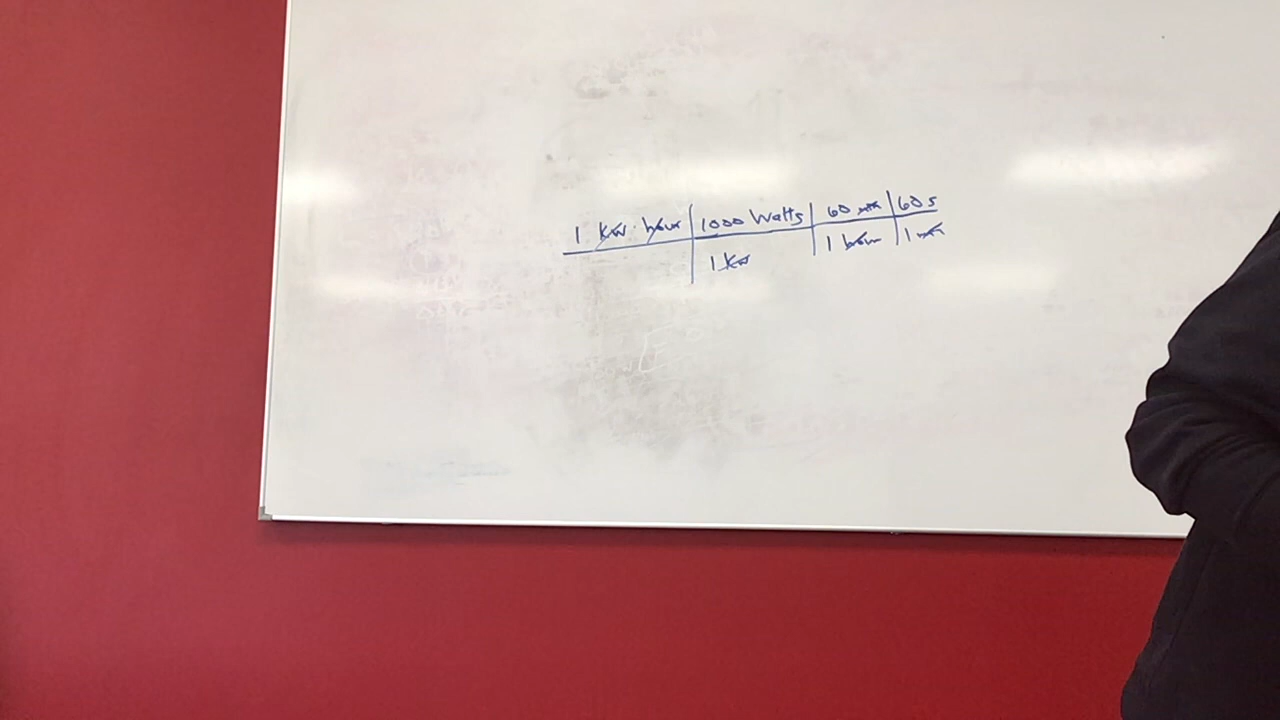 1 kw · hour | 1000 Watts | 60 min | 60 s
1 kw | 1 hour | 1 min